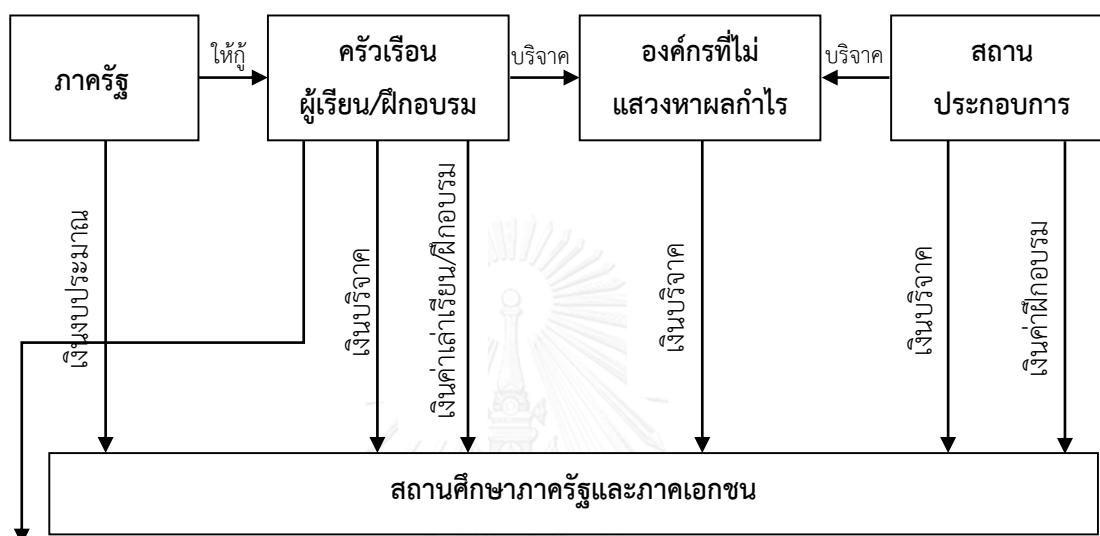 ภาครัฐ
ให้กู้
ครัวเรือน
ผู้เรียน/ฝึกอบรม
บริจาค
องค์กรที่ไม่
แสวงหาผลกำไร
บริจาค
สถาน
ประกอบการ
เงินงบประมาณ
เงินบริจาค
เงินค่าเล่าเรียน/ฝึกอบรม
เงินบริจาค
เงินบริจาค
เงินค่าฝึกอบรม
สถานศึกษาภาครัฐและภาคเอกชน